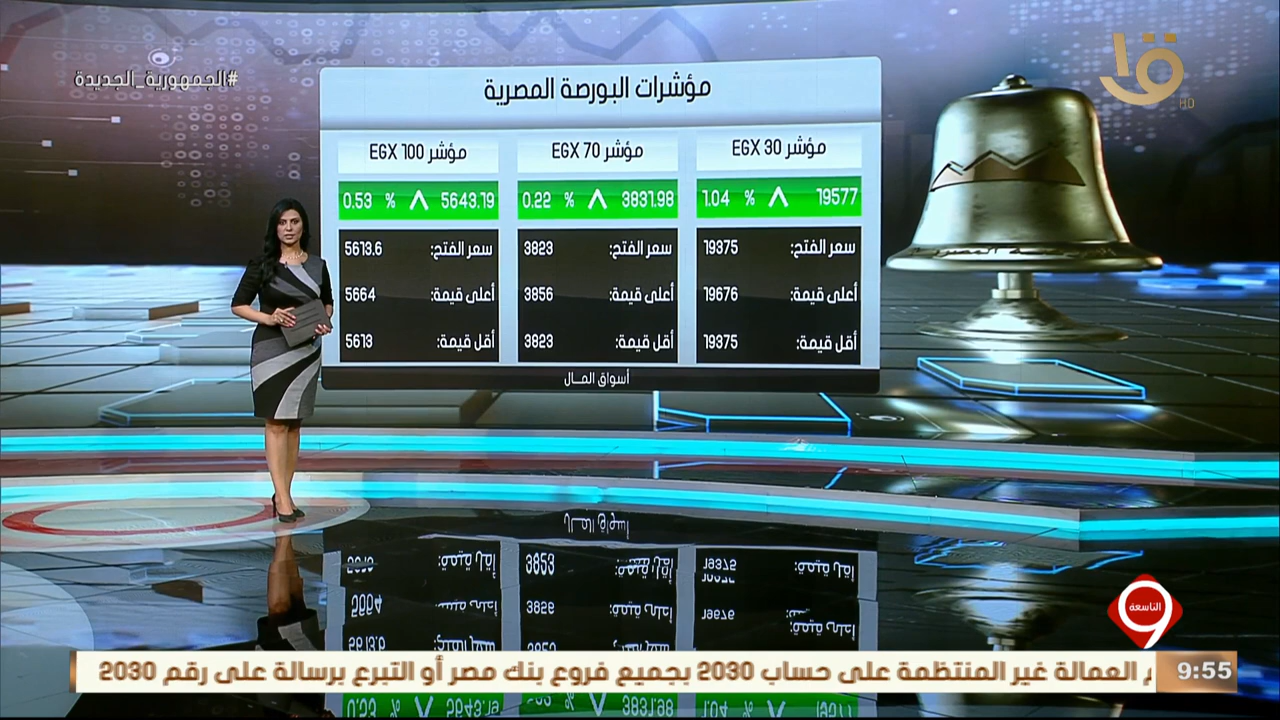 #الجمهورية_الجديدة
HD
مؤشرات البورصة المصرية
مؤشر EGX 30
19577 1.04 %
سعر الفتح: 19375
أعلى قيمة: 19676
أقل قيمة: 19375
مؤشر EGX 70
3831.98 0.22 %
سعر الفتح: 3823
أعلى قيمة: 3856
أقل قيمة: 3823
مؤشر EGX 100
5643.19 0.53 %
سعر الفتح: 5613.6
أعلى قيمة: 5664
أقل قيمة: 5613
أسواق المـال
التاسعة
9
9:55
العمالة غير المنتظمة على حساب 2030 بجميع فروع بنك مصر أو التبرع برسالة على رقم 2030